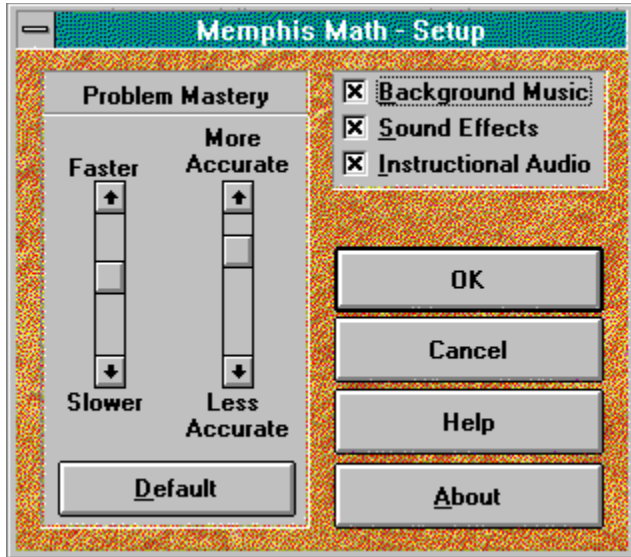 Memphis Math - Setup
Problem Mastery
Faster
More
Accurate
Slower
Less
Accurate
Default
Background Music
Sound Effects
Instructional Audio
OK
Cancel
Help
About